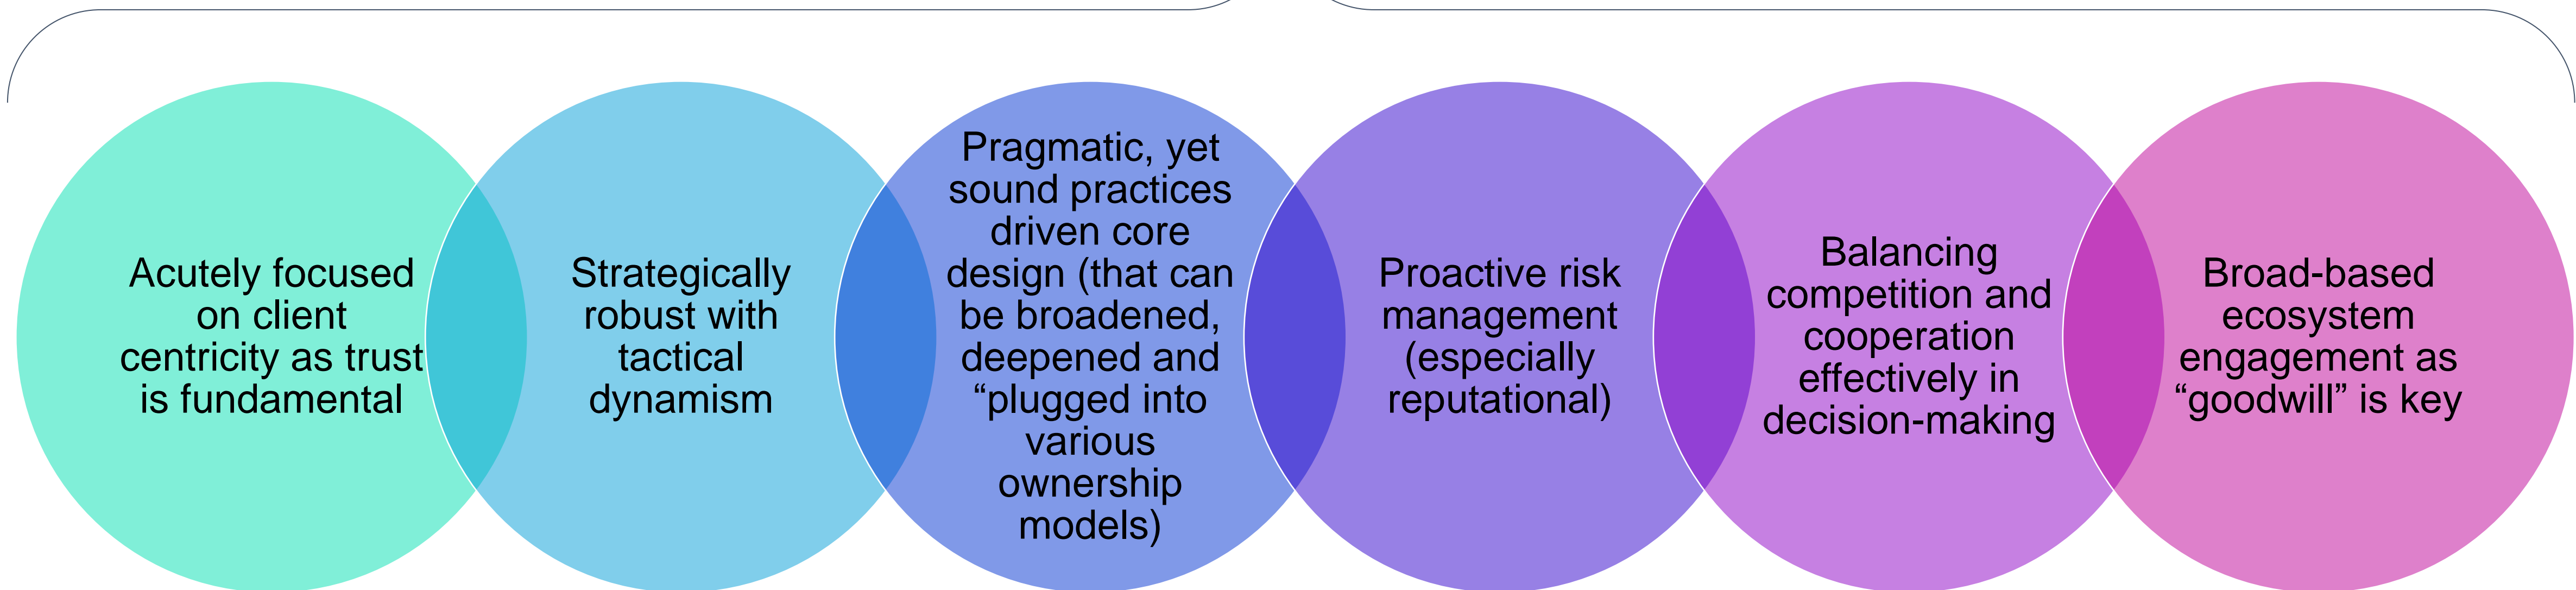 Acutely focused
on client
centricity as trust
is fundamental
Strategically
robust with
tactical
dynamism
Pragmatic, yet
sound practices
driven core
design (that can
be broadened,
deepened and
“plugged into
various
ownership
models)
Proactive risk
management
(especially
reputational)
Balancing
competition and
cooperation
effectively in
decision-making
Broad-based
ecosystem
engagement as
“goodwill” is key